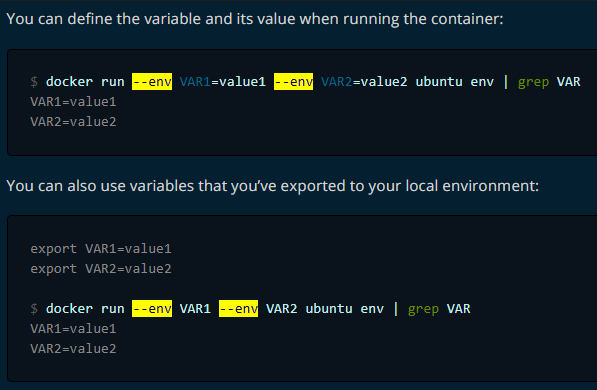 You can define the variable and its value when running the container:
$ docker run --env VAR1=value1 --env VAR2=value2 ubuntu env | grep VAR
VAR1=value1
VAR2=value2
You can also use variables that you’ve exported to your local environment:
export VAR1=value1
export VAR2=value2
$ docker run --env VAR1 --env VAR2 ubuntu env | grep VAR
VAR1=value1
VAR2=value2